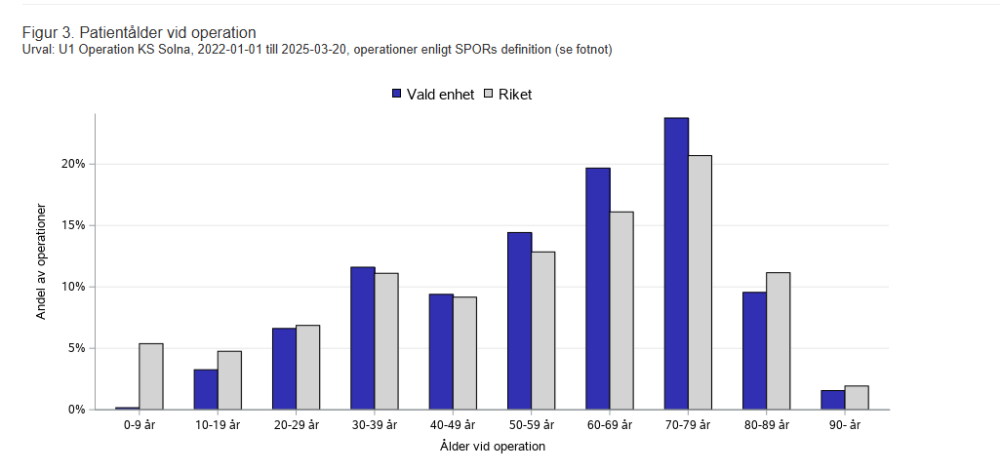 Figur 3. Patientålder vid operation
Urval: U1 Operation KS Solna, 2022-01-01 till 2025-03-20, operationer enligt SPORs definition (se fotnot)
Vald enhet Riket
20%
15%
10%
5%
0%
Andel av operationer
0-9 år 10-19 år 20-29 år 30-39 år 40-49 år 50-59 år 60-69 år 70-79 år 80-89 år 90- år
Ålder vid operation